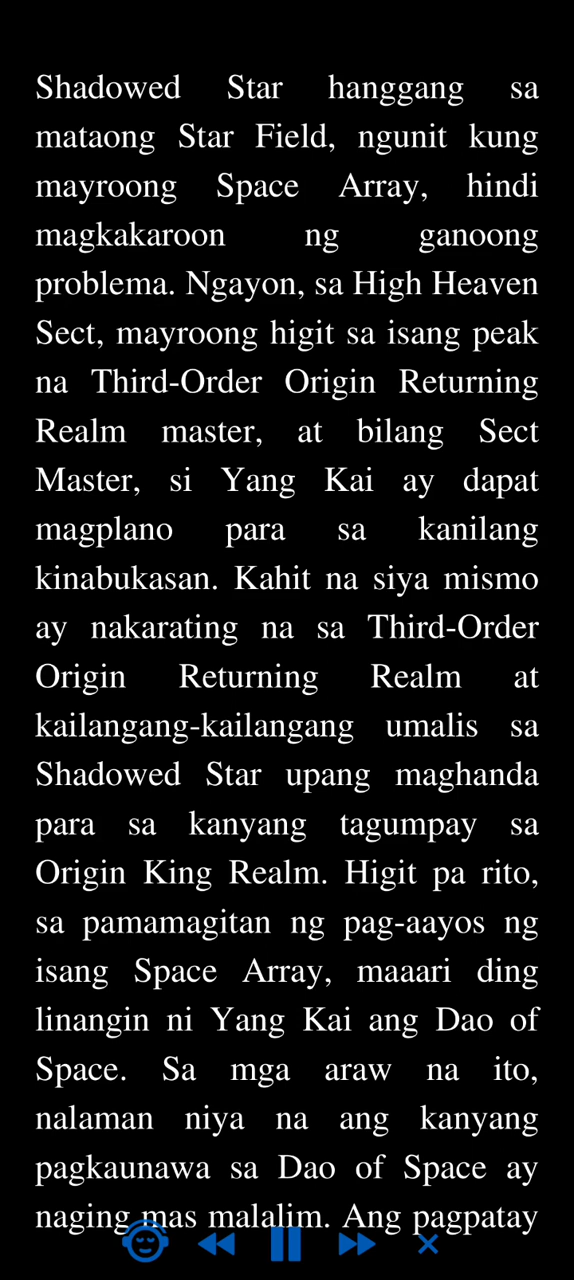 Shadowed Star hanggang sa
mataong Star Field, ngunit kung
mayroong Space Array, hindi
magkakaroon ng ganoong
problema. Ngayon, sa High Heaven
Sect, mayroong higit sa isang peak
na Third-Order Origin Returning
Realm master, at bilang Sect
Master, si Yang Kai ay dapat
magplano para sa kanilang
kinabukasan. Kahit na siya mismo
ay nakarating na sa Third-Order
Origin Returning Realm at
kailangang-kailangang umalis sa
Shadowed Star upang maghanda
para sa kanyang tagumpay sa
Origin King Realm. Higit pa rito,
sa pamamagitan ng pag-aayos ng
isang Space Array, maaari ding
linangin ni Yang Kai ang Dao of
Space. Sa mga araw na ito,
nalaman niya na ang kanyang
pagkaunawa sa Dao of Space ay
naging mas malalim. Ang pagpatay